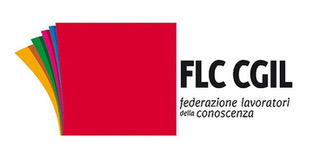 FLC CGIL
federazione lavoratori
della conoscenza